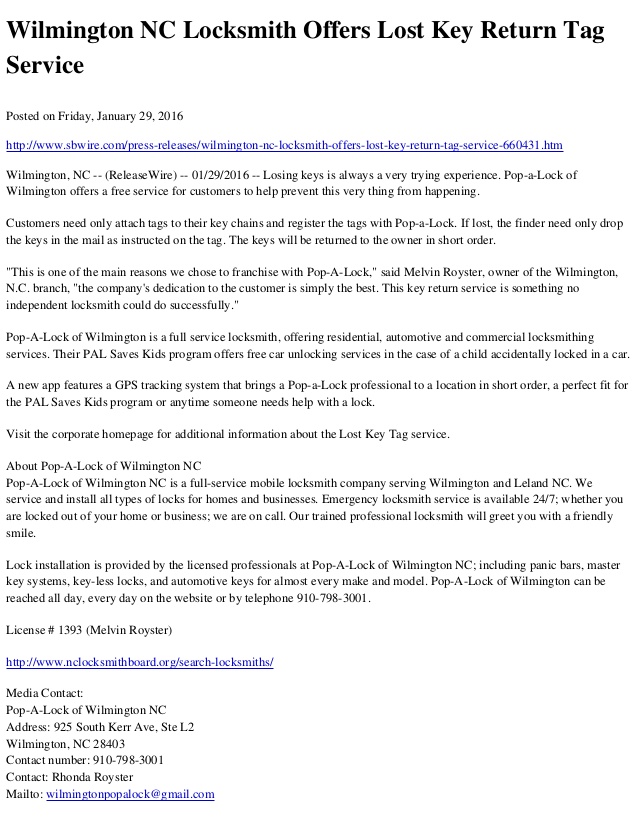 Wilmington NC Locksmith Offers Lost Key Return Tag
Service
Posted on Friday, January 29, 2016
http://www.sbwire.com/press-releases/wilmington-nc-locksmith-offers-lost-key-return-tag-service-660431.htm
Wilmington, NC -- (ReleaseWire) -- 01/29/2016 -- Losing keys is always a very trying experience. Pop-a-Lock of
Wilmington offers a free service for customers to help prevent this very thing from happening.
Customers need only attach tags to their key chains and register the tags with Pop-a-Lock. If lost, the finder need only drop
the keys in the mail as instructed on the tag. The keys will be returned to the owner in short order.
"This is one of the main reasons we chose to franchise with Pop-A-Lock," said Melvin Royster, owner of the Wilmington,
N.C. branch, "the company's dedication to the customer is simply the best. This key return service is something no
independent locksmith could do successfully."
Pop-A-Lock of Wilmington is a full service locksmith, offering residential, automotive and commercial locksmithing
services. Their PAL Saves Kids program offers free car unlocking services in the case of a child accidentally locked in a car.
A new app features a GPS tracking system that brings a Pop-a-Lock professional to a location in short order, a perfect fit for
the PAL Saves Kids program or anytime someone needs help with a lock.
Visit the corporate homepage for additional information about the Lost Key Tag service.
About Pop-A-Lock of Wilmington NC
Pop-A-Lock of Wilmington NC is a full-service mobile locksmith company serving Wilmington and Leland NC. We
service and install all types of locks for homes and businesses. Emergency locksmith service is available 24/7; whether you
are locked out of your home or business; we are on call. Our trained professional locksmith will greet you with a friendly
smile.
Lock installation is provided by the licensed professionals at Pop-A-Lock of Wilmington NC; including panic bars, master
key systems, key-less locks, and automotive keys for almost every make and model. Pop-A-Lock of Wilmington can be
reached all day, every day on the website or by telephone 910-798-3001.
License # 1393 (Melvin Royster)
http://www.nclocksmithboard.org/search-locksmiths/
Media Contact:
Pop-A-Lock of Wilmington NC
Address: 925 South Kerr Ave, Ste L2
Wilmington, NC 28403
Contact number: 910-798-3001
Contact: Rhonda Royster
Mailto: wilmingtonpopalock@gmail.com